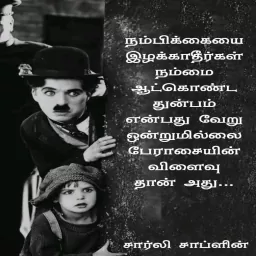 நம்பிக்கையை
இழக்காதீர்கள்
நம்மை
ஆட்கொண்ட
துன்பம்
என்பது வேறு
ஒன்றுமில்லை
பேராசையின்
விளைவு
தான் அது...
சார்லி சாப்ளின்